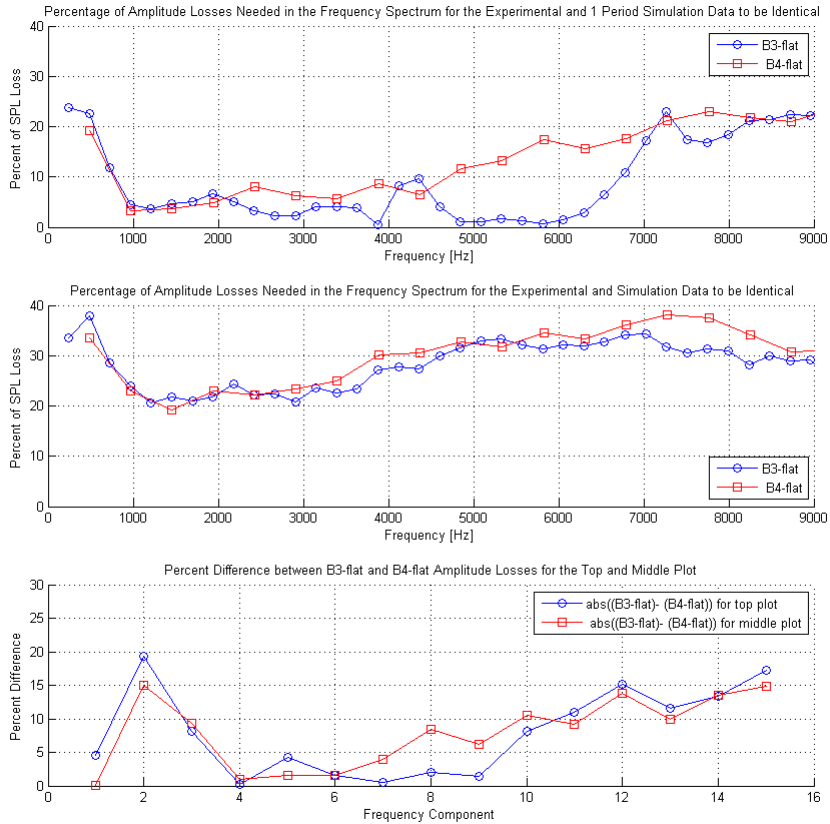 Percentage of Amplitude Losses Needed in the Frequency Spectrum for the Experimental and 1 Period Simulation Data to be Identical
40
30
20
10
0
Percent of SPL Loss
B3-flat
B4-flat
0 1000 2000 3000 4000 5000 6000 7000 8000 9000
Frequency [Hz]
Percentage of Amplitude Losses Needed in the Frequency Spectrum for the Experimental and Simulation Data to be Identical
40
30
20
10
0
Percent of SPL Loss
B3-flat
B4-flat
0 1000 2000 3000 4000 5000 6000 7000 8000 9000
Frequency [Hz]
Percent Difference between B3-flat and B4-flat Amplitude Losses for the Top and Middle Plot
30
25
20
15
10
5
0
Percent Difference
abs((B3-flat)- (B4-flat)) for top plot
abs((B3-flat)- (B4-flat)) for middle plot
0 2 4 6 8 10 12 14 16
Frequency Component